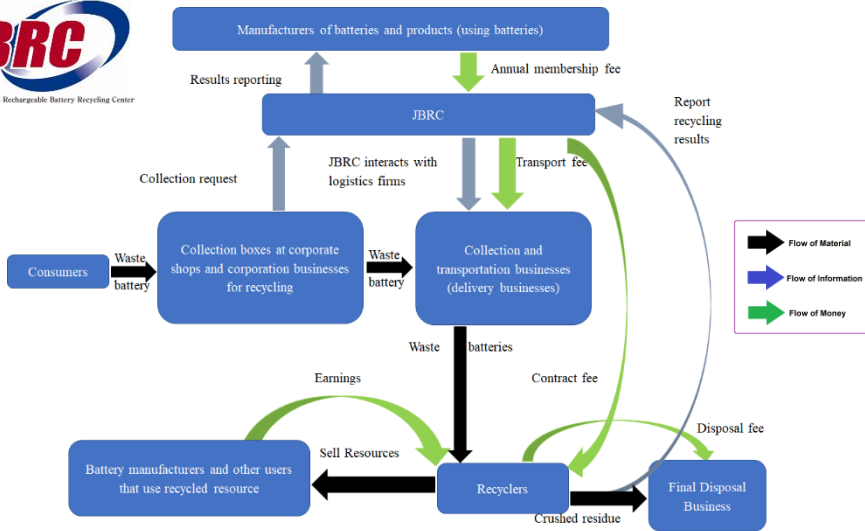 BRC
Rechargeable Battery Recycling Center
Manufacturers of batteries and products (using batteries)
Results reporting
Annual membership fee
Report
recycling
results
JBRC
Collection request
JBRC interacts with
logistics firms
Transport fee
Consumers
Waste
battery
Collection boxes at corporate
shops and corporation businesses
for recycling
Waste
battery
Collection and
transportation businesses
(delivery businesses)
Flow of Material
Flow of Information
Flow of Money
Waste batteries
Earnings
Contract fee
Disposal fee
Battery manufacturers and other users
that use recycled resource
Sell Resources
Recyclers
Final Disposal
Business
Crushed residue